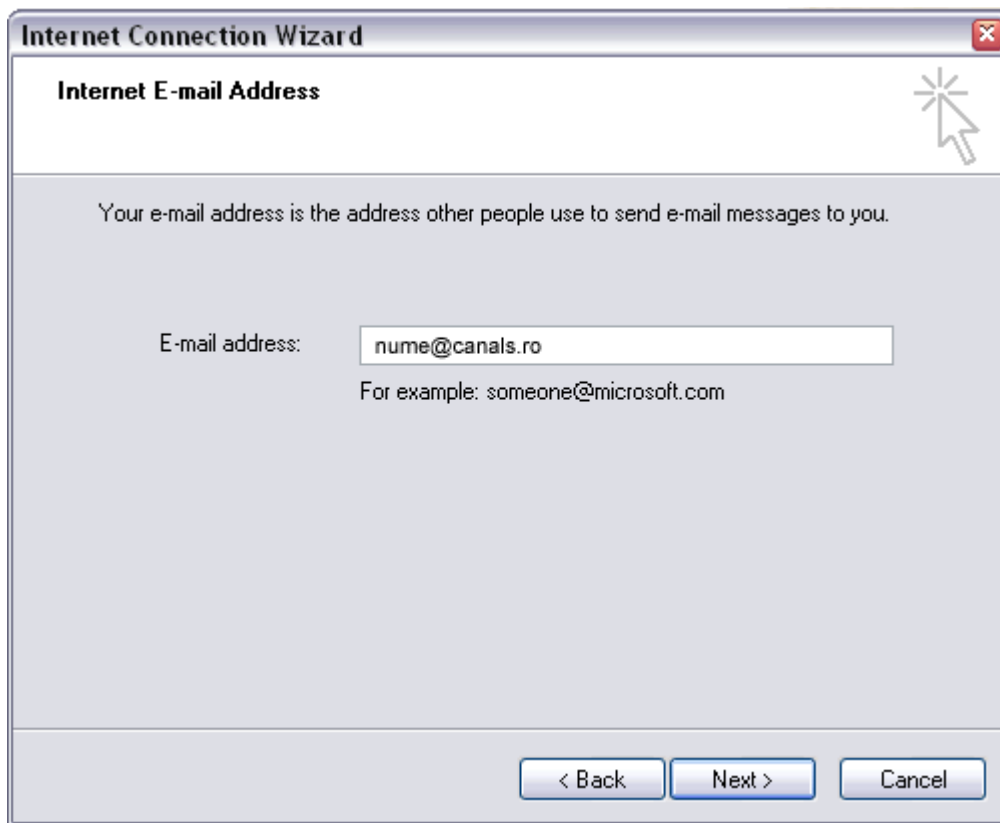 Internet Connection Wizard
Internet E-mail Address
Your e-mail address is the address other people use to send e-mail messages to you.
E-mail address: nume@canals.ro
For example: someone@microsoft.com
< Back Next > Cancel